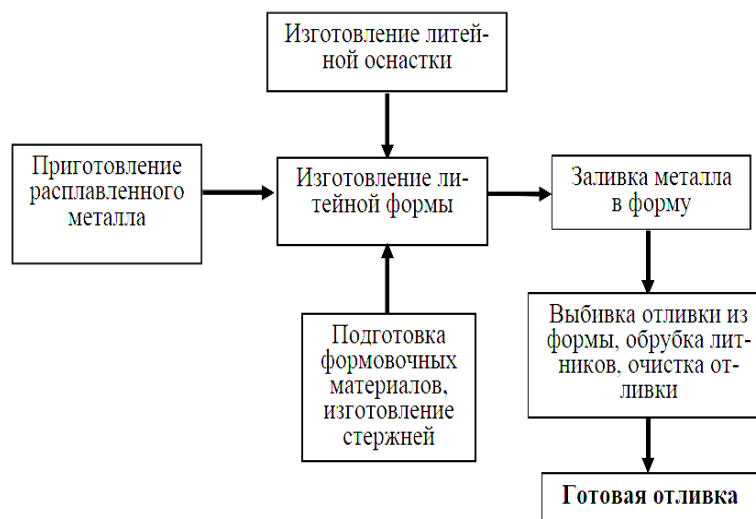 Изготовление литей-
ной оснастки
Приготовление
расплавленного
металла
Изготовление ли-
тейной формы
Заливка металла
в форму
Подготовка
формовочных
материалов,
изготовление
стержней
Выбивка отливки из
формы, обрубка лит-
ников, очистка от-
ливки
Готовая отливка